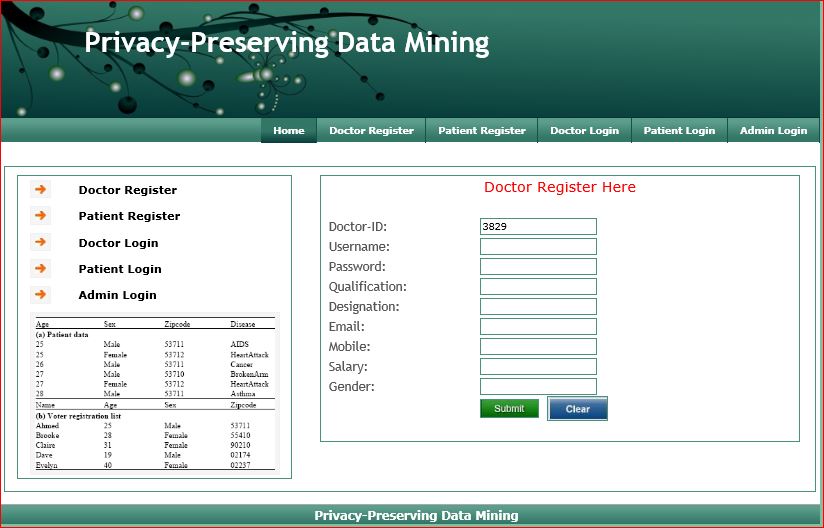 Privacy-Preserving Data Mining
Home Doctor Register Patient Register Doctor Login Patient Login Admin Login
Doctor Register
Patient Register
Doctor Login
Patient Login
Admin Login
Age Sex Zipcode Disease
(a) Patient data
25 Male 53711 AIDS
25 Female 53712 HeartAttack
26 Male 53711 Cancer
27 Male 53710 BrokenArm
27 Female 53712 HeartAttack
28 Male 53711 Asthma
Name Age Sex Zipcode
(b) Voter registration list
Ahmed 25 Male 53711
Brooke 28 Female 55410
Claire 31 Female 90210
Dave 19 Male 02174
Evelyn 40 Female 02237
Doctor Register Here
Doctor-ID: 3829
Username:
Password:
Qualification:
Designation:
Email:
Mobile:
Salary:
Gender:
Submit Clear
Privacy-Preserving Data Mining